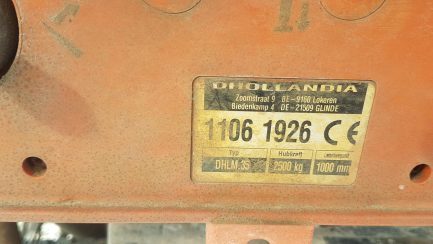 DHOLLANDIA
Zoomstraat 9 BE-9160 Lokeren
Biedenkamp 4 DE-21509 GLINDE
1106 1926 CE
Typ Hubkraft
DHLM 35 2500 kg 1000 mm